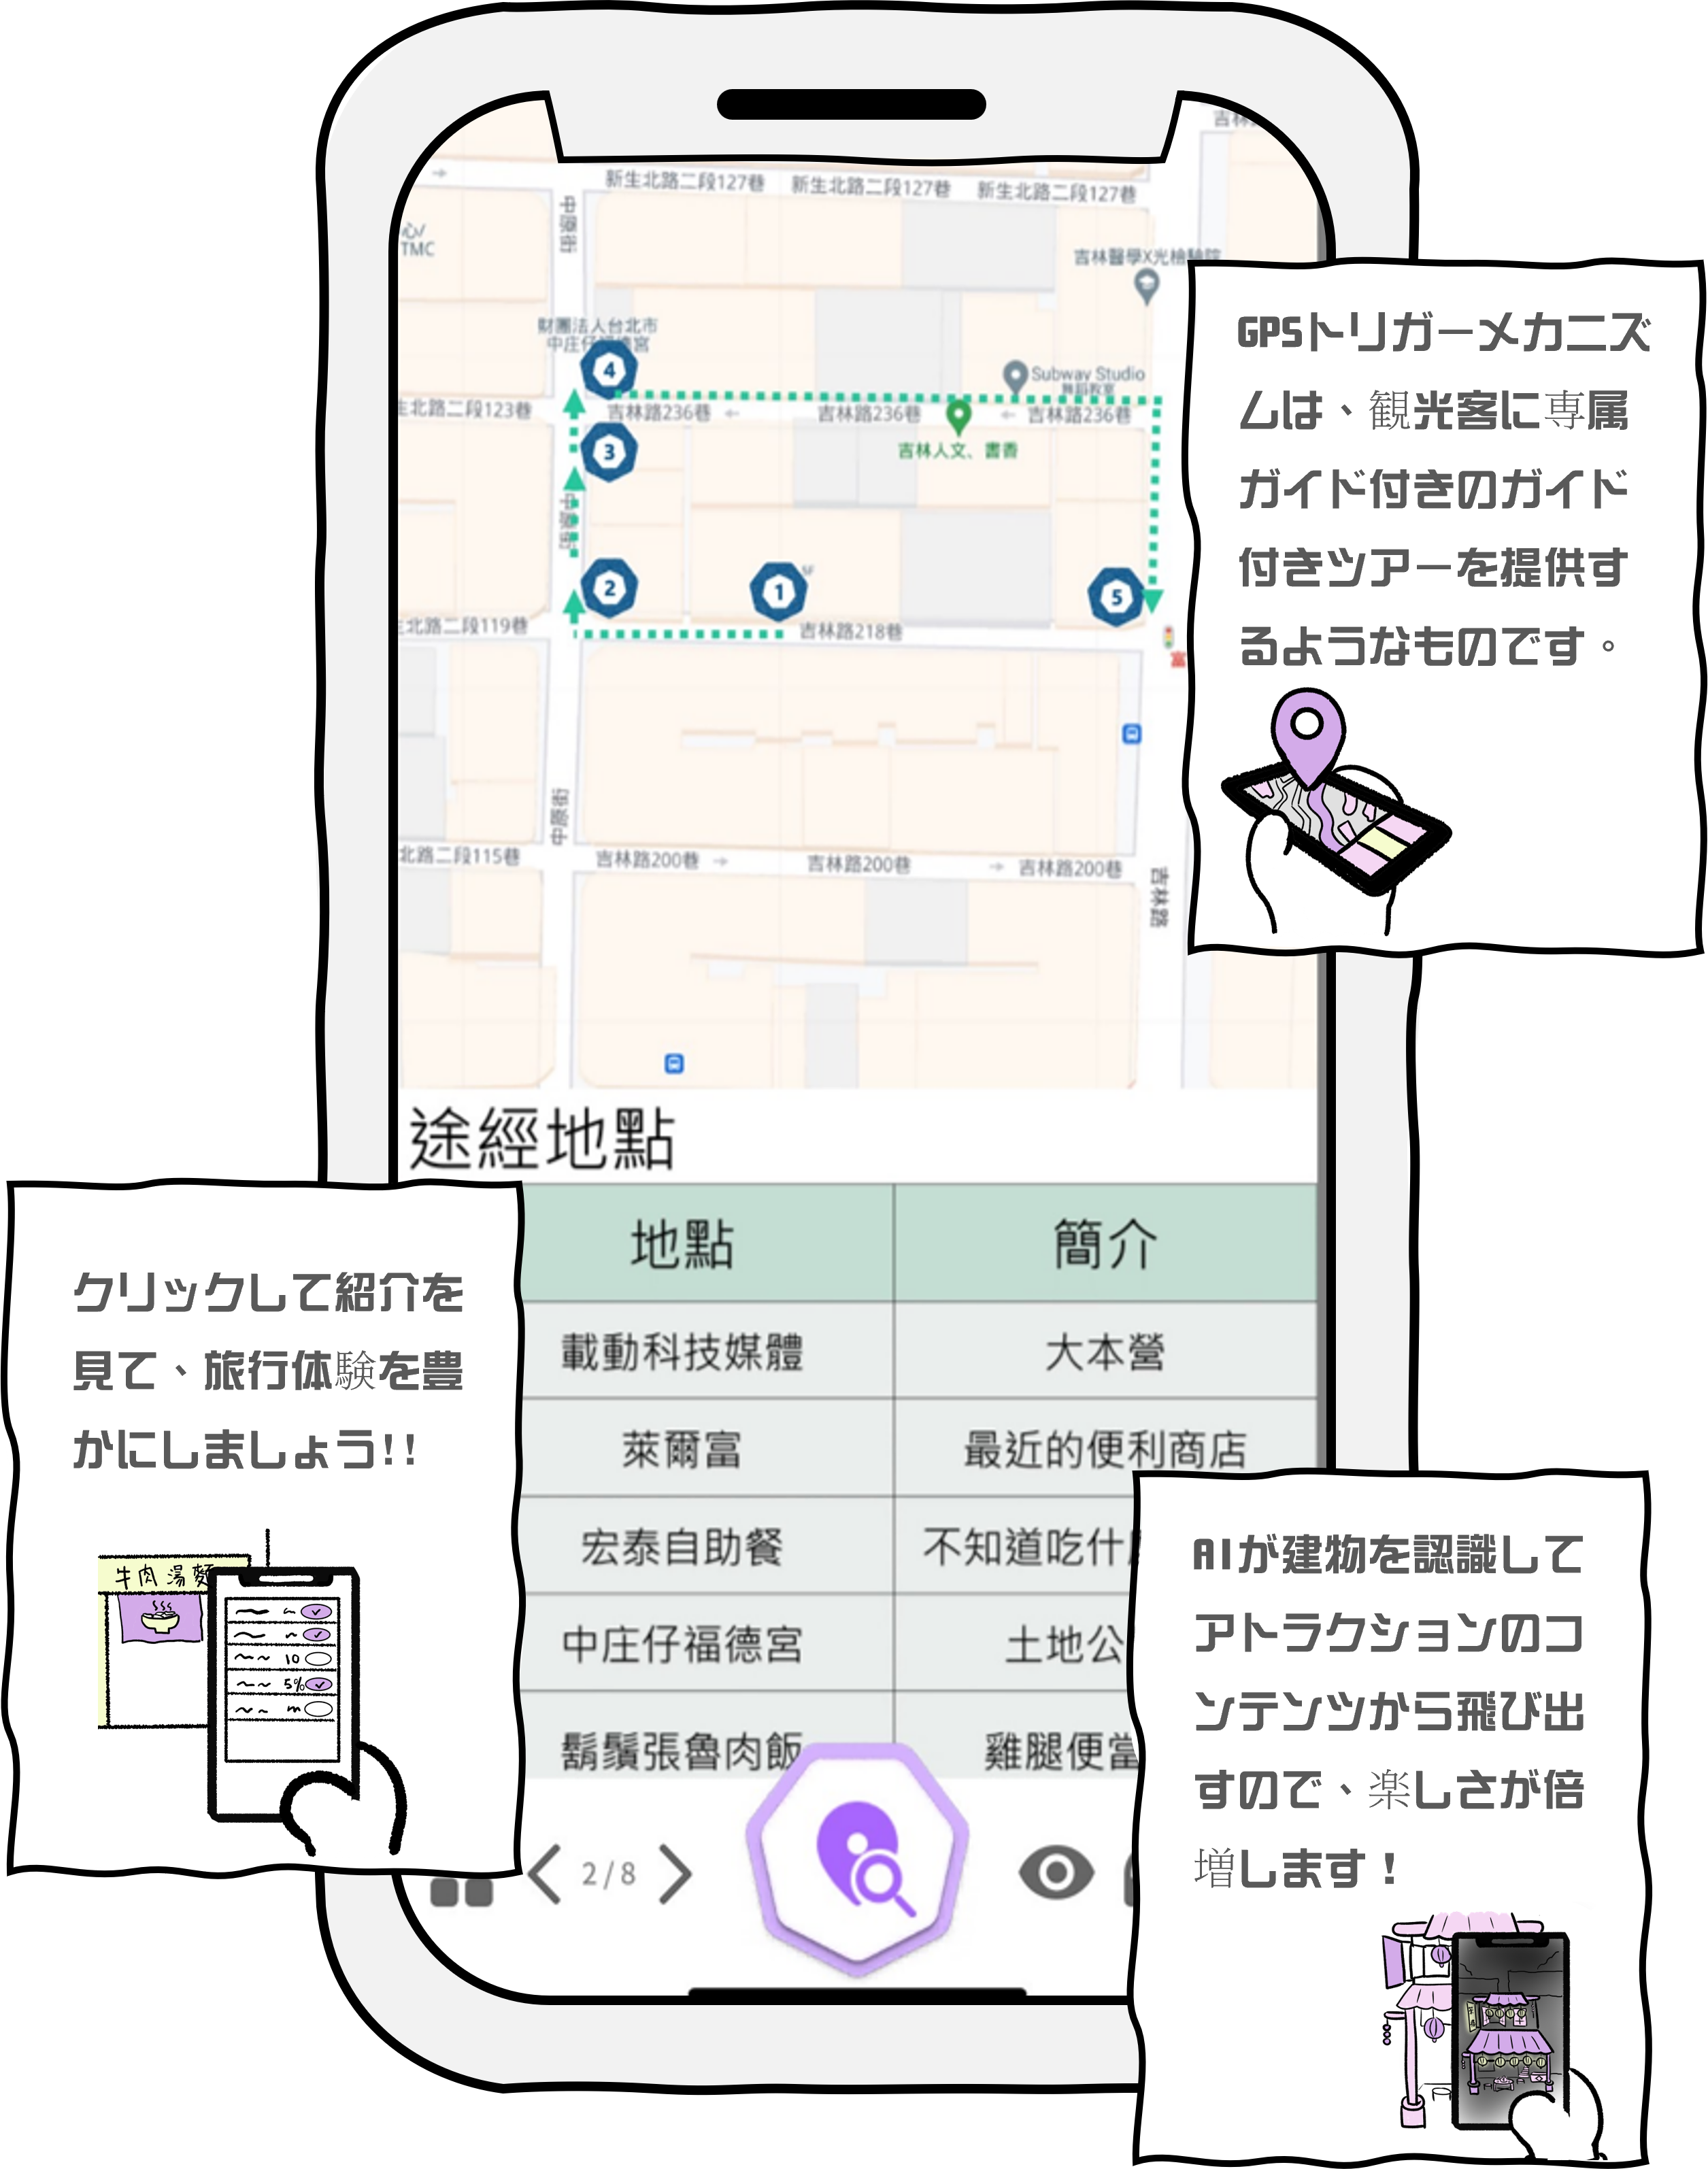 吉林
新生北路二段127巷 新生北路二段127巷 新生北路二段127巷
中原街
心/
TMC
吉林醫學X光檢驗院
財團法人台北市
中庄仔福德宮
4
Subway Studio
舞蹈教室
生北路二段123巷 吉林路236巷 吉林路236巷 吉林路236巷
3
吉林人文、書香
中原街
2
1
5
生北路二段119巷
吉林路218巷
富
中原街
北路二段115巷 吉林路200巷 吉林路200巷 吉林路200巷
吉林路
GPSトリガーメカニズ
ムは、観光客に専属
ガイド付きのガイド
付きツアーを提供す
るようなものです。
途經地點
地點 簡介
載動科技媒體 大本營
萊爾富 最近的便利商店
宏泰自助餐 不知道吃什
中庄仔福德宮 土地公
鬍鬚張魯肉飯 雞腿便當
2/8
クリックして紹介を
見て、旅行体験を豊
かにしましょう!!
牛肉湯麵
10
5%
AIが建物を認識して
アトラクションのコ
ンテンツから飛び出
すので、楽しさが倍
増します!